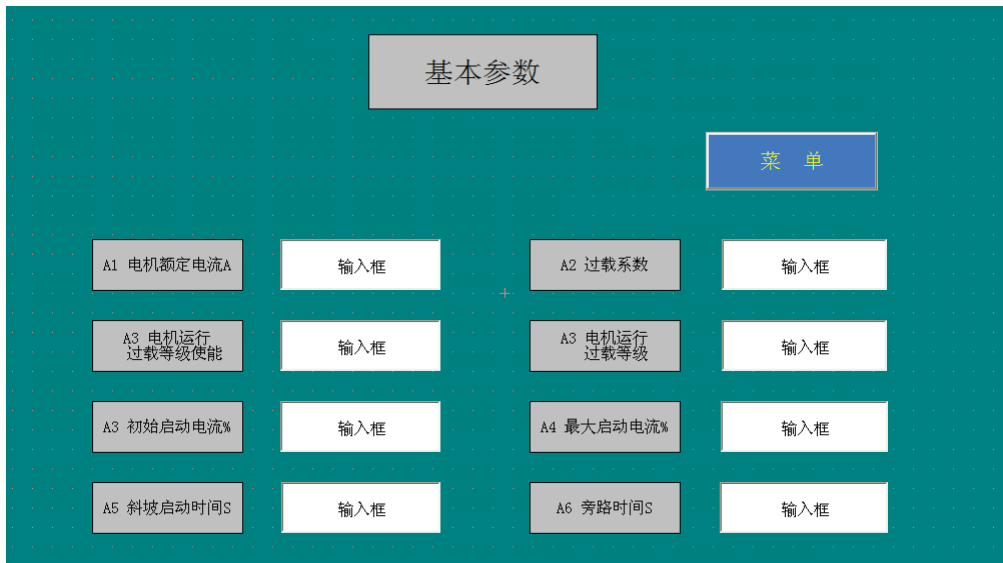 基本参数
菜 单
A1 电机额定电流A
输入框
A2 过载系数
输入框
A3 电机运行
过载等级使能
输入框
A3 电机运行
过载等级
输入框
A3 初始启动电流%
输入框
A4 最大启动电流%
输入框
A5 斜坡启动时间S
输入框
A6 旁路时间S
输入框